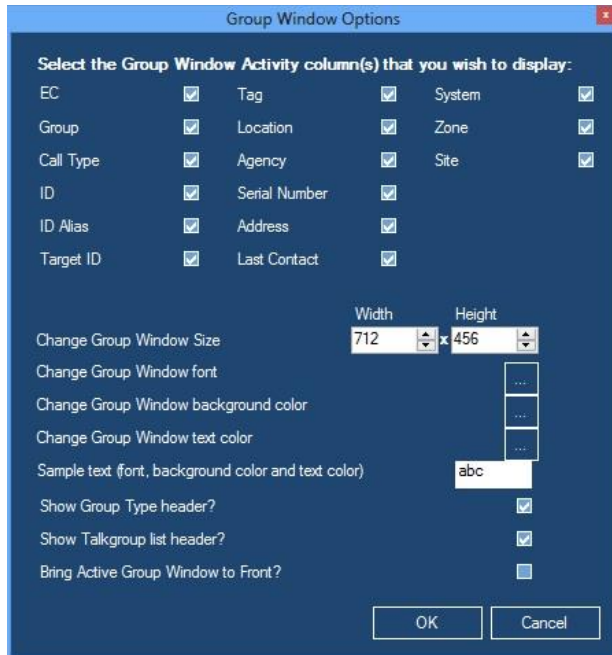 Group Window Options
x
Select the Group Window Activity column(s) that you wish to display:
EC Tag System
Group Location Zone
Call Type Agency Site
ID Serial Number
ID Alias Address
Target ID Last Contact
Width Height
Change Group Window Size 712 x 456
Change Group Window font ...
Change Group Window background color ...
Change Group Window text color ...
Sample text (font, background color and text color) abc
Show Group Type header?
Show Talkgroup list header?
Bring Active Group Window to Front?
OK Cancel